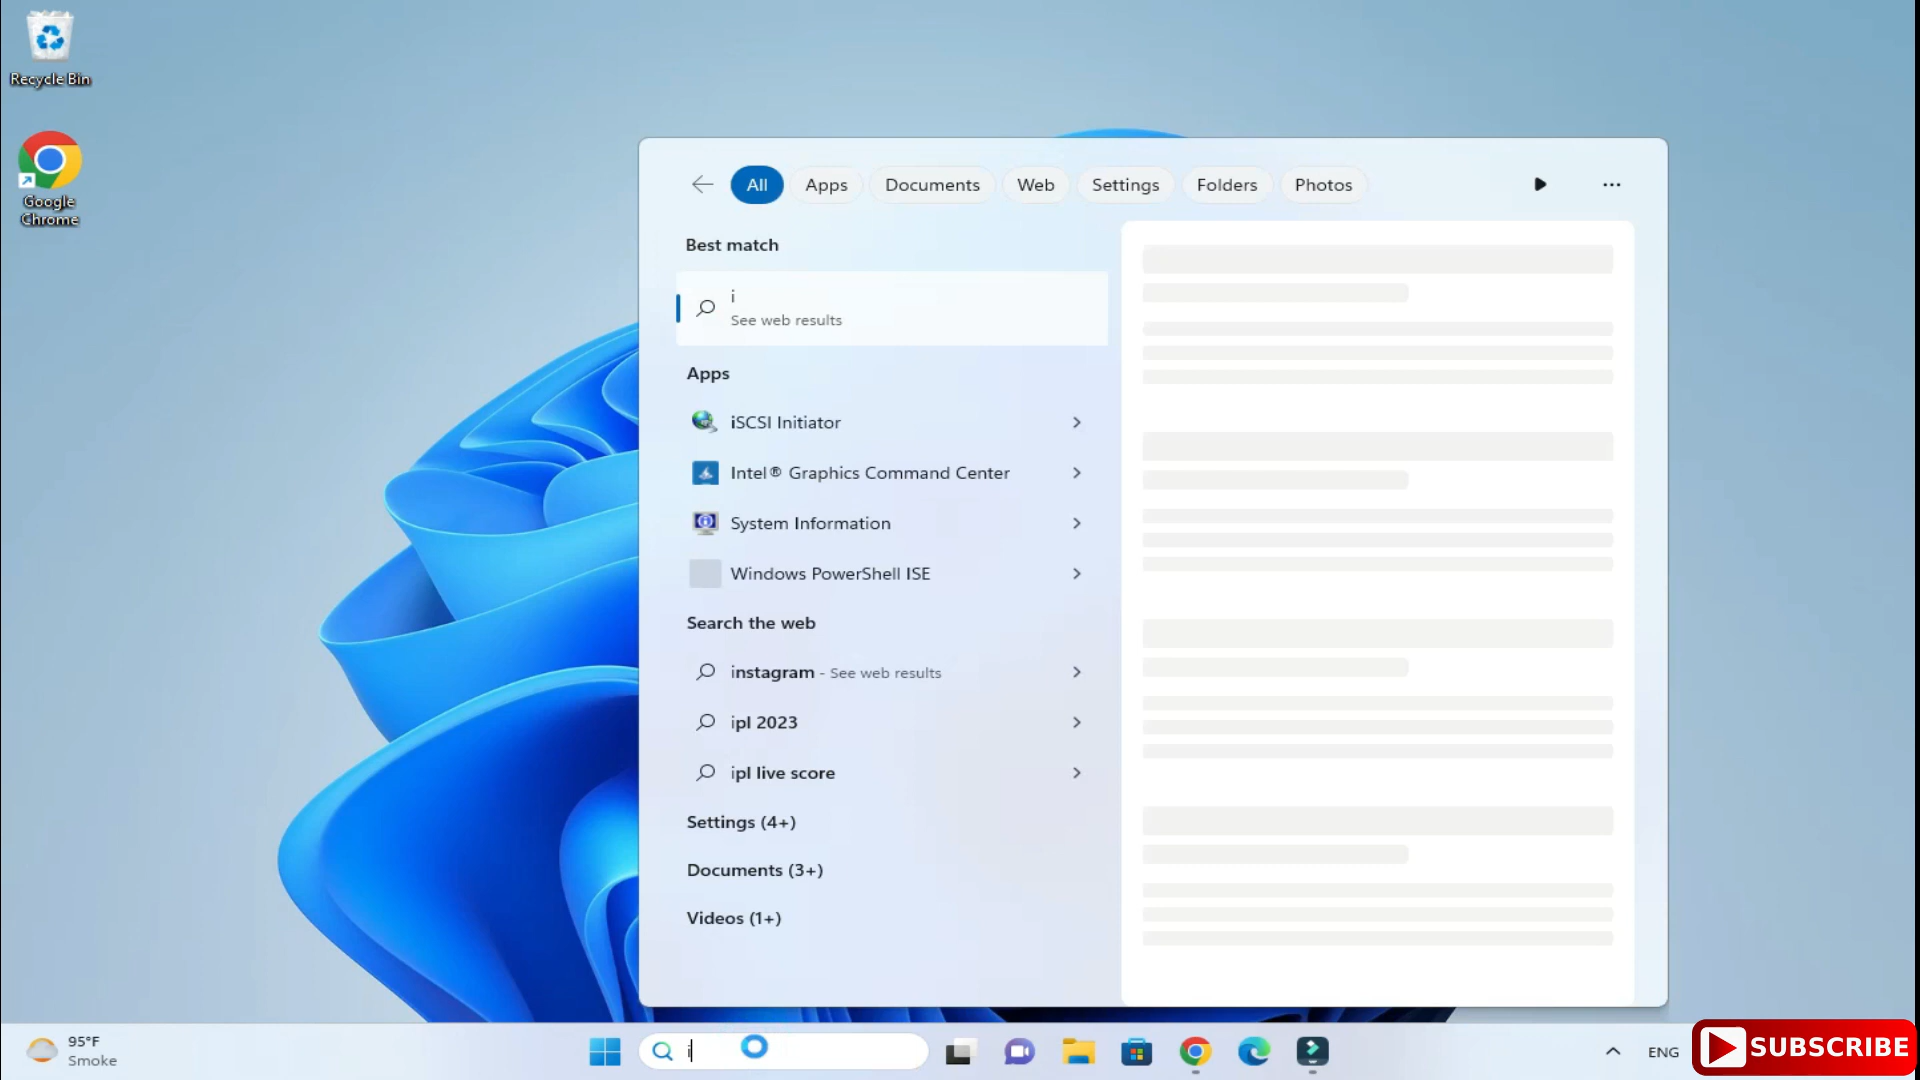 Recycle Bin
Google
Chrome
All
Apps
Documents
Web
Settings
Folders
Photos
Best match
i
See web results
Apps
iSCSI Initiator
Intel® Graphics Command Center
System Information
Windows PowerShell ISE
Search the web
instagram - See web results
ipl 2023
ipl live score
Settings (4+)
Documents (3+)
Videos (1+)
95°F
Smoke
i
ENG
SUBSCRIBE